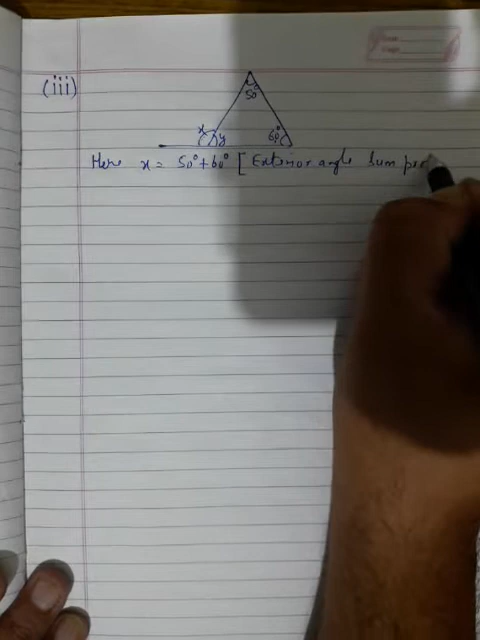 (iii)
50°
x y 60°
Here x = 50° + 60° [Exterior angle sum pro